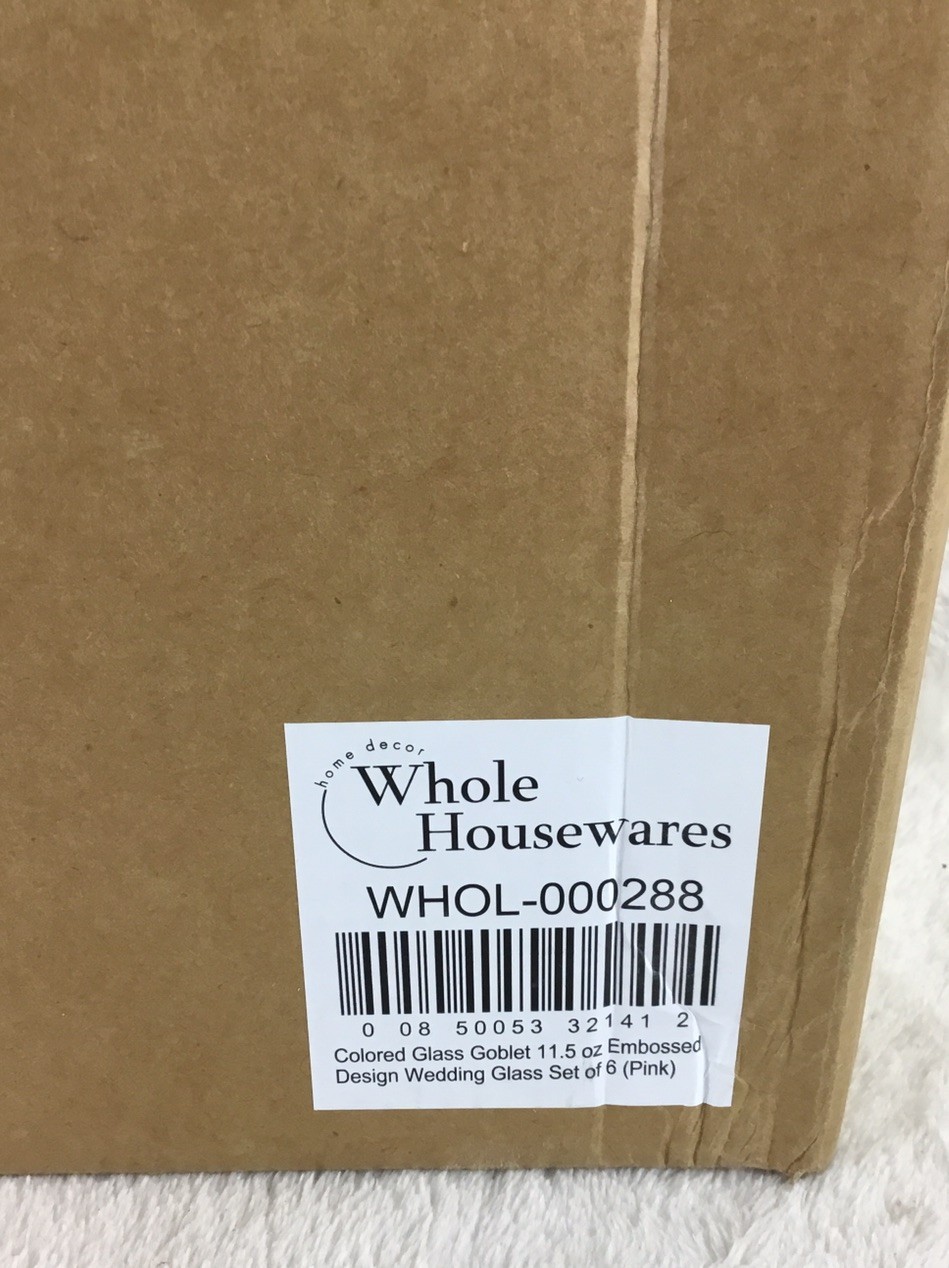 home decor
Whole
Housewares
WHOL-000288
0 08 50053 32141 2
Colored Glass Goblet 11.5 oz Embossed
Design Wedding Glass Set of 6 (Pink)